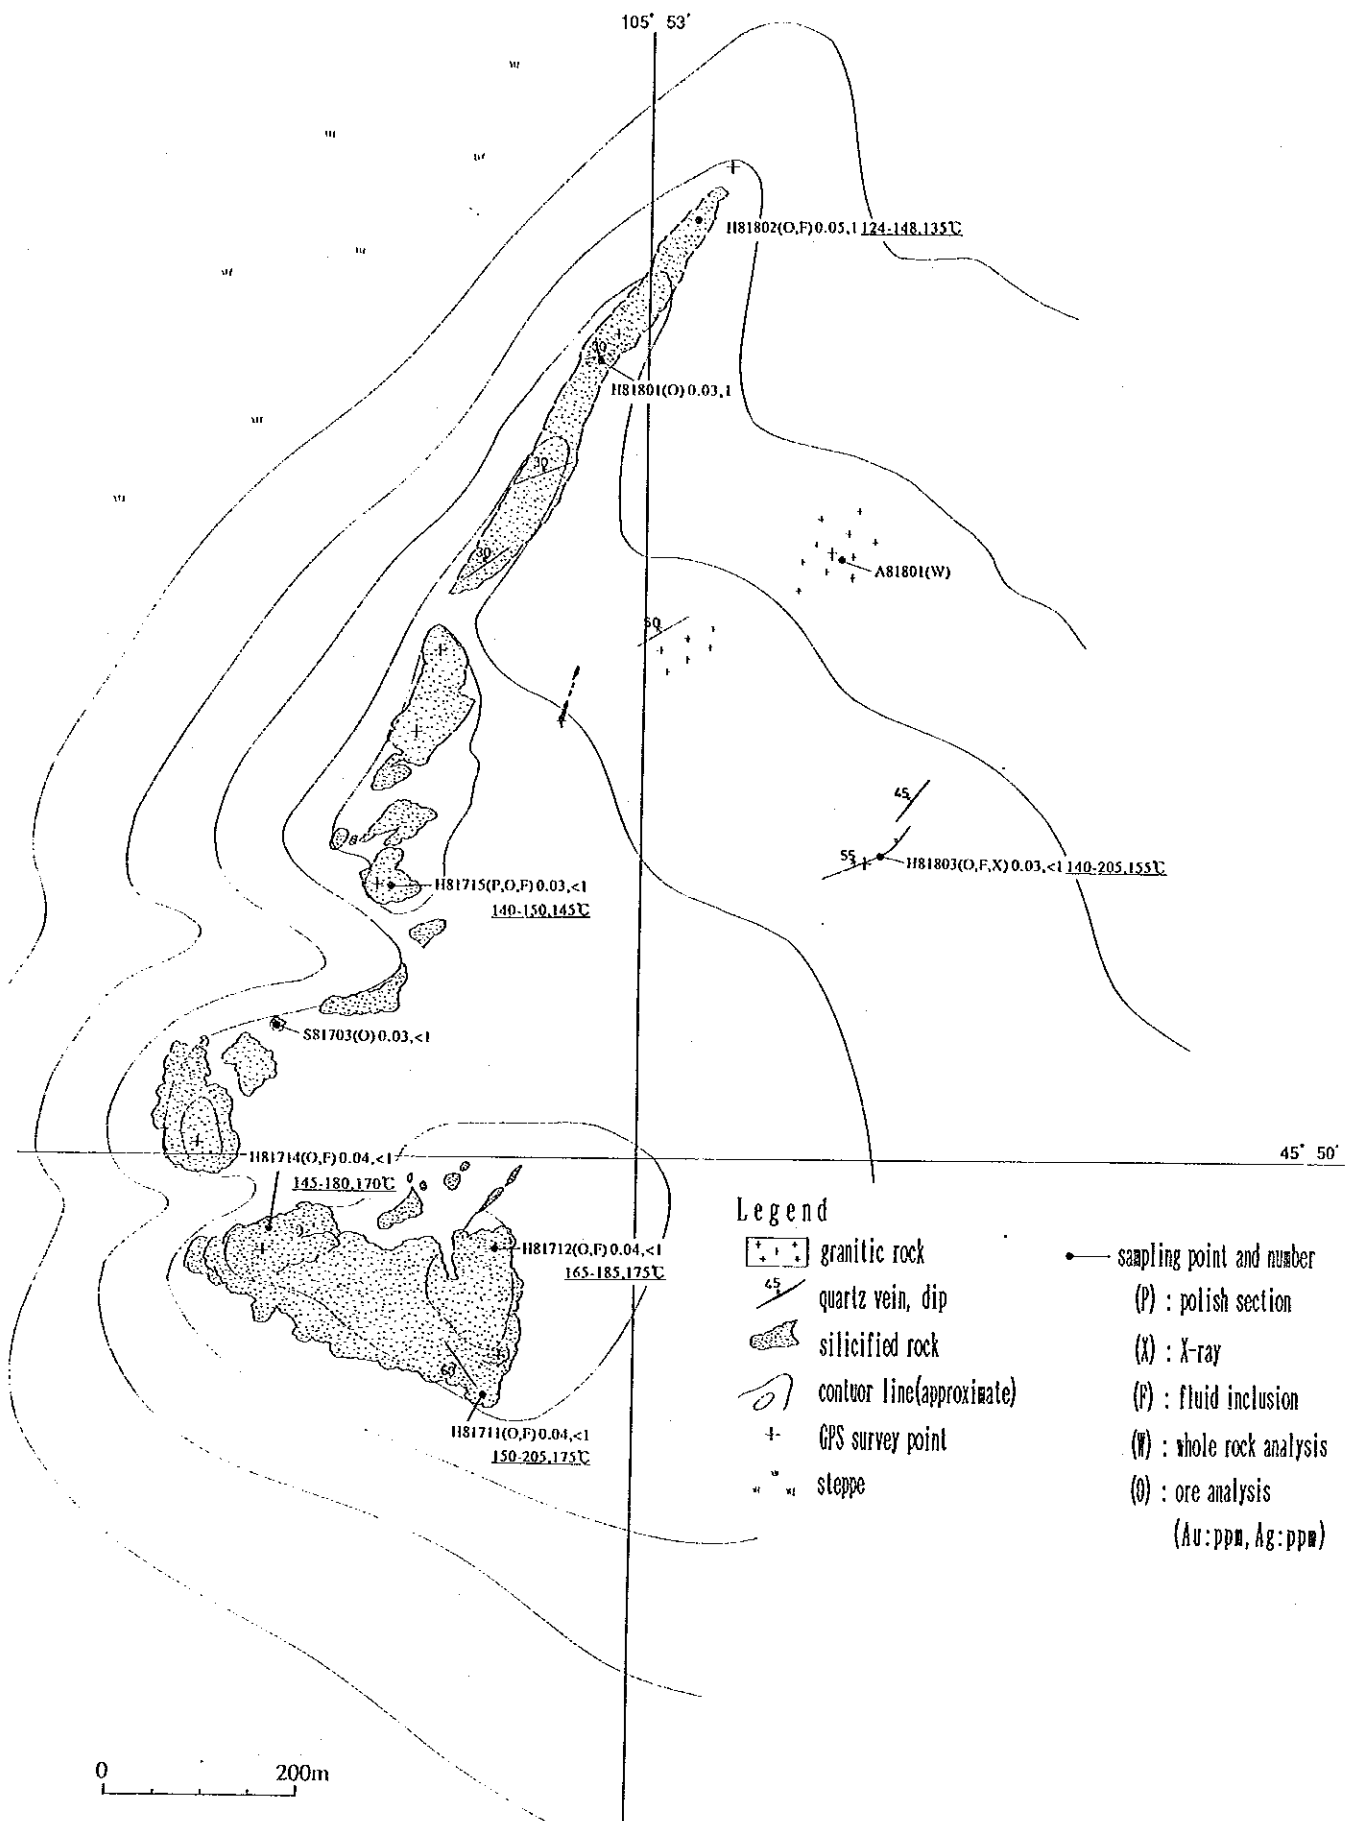 105° 53'
H81802(O,F)0.05,1 124-148,135℃
30
H81801(O)0.03,1
30
30
A81801(W)
60
45
55
H81803(O,F,X)0.03,<1 140-205,155℃
H81715(P,O,F)0.03,<1
140-150,145℃
S81703(O)0.03,<1
45° 50'
H81714(O,F)0.04,<1
145-180,170℃
H81712(O,F)0.04,<1
165-185,175℃
H81711(O,F)0.04,<1
150-205,175℃
Legend
granitic rock
45
quartz vein, dip
silicified rock
contuor line(approximate)
GPS survey point
steppe
sampling point and number
(P) : polish section
(X) : X-ray
(F) : fluid inclusion
(W) : whole rock analysis
(O) : ore analysis
(Au:ppm, Ag:ppm)
0 200m